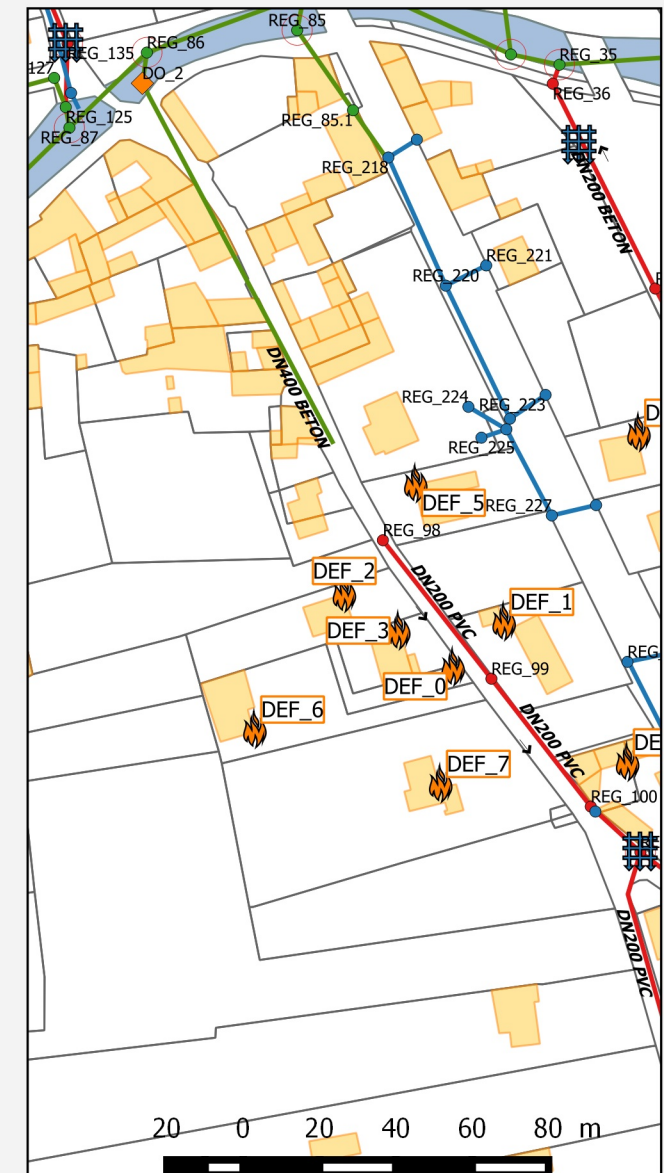 REG_85
REG_86
REG_135
REG_35
127
DO_2
REG_36
REG_125
REG_85.1
REG_87
REG_218
DN200 BETON
REG_221
REG_220
DN400 BETON
REG_224
REG_223
REG_225
DEF_5
REG_227
REG_98
DEF_2
DN200 PVC
DEF_1
DEF_3
REG_
REG_99
DEF_0
DEF_6
DN200 PVC
DE
DEF_7
REG_100
DN200 PVC
20 0 20 40 60 80 m